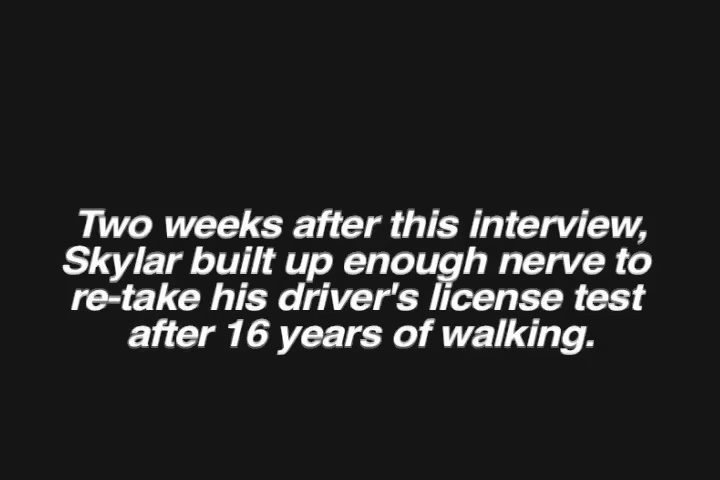 Two weeks after this interview,
Skylar built up enough nerve to
re-take his driver's license test
after 16 years of walking.